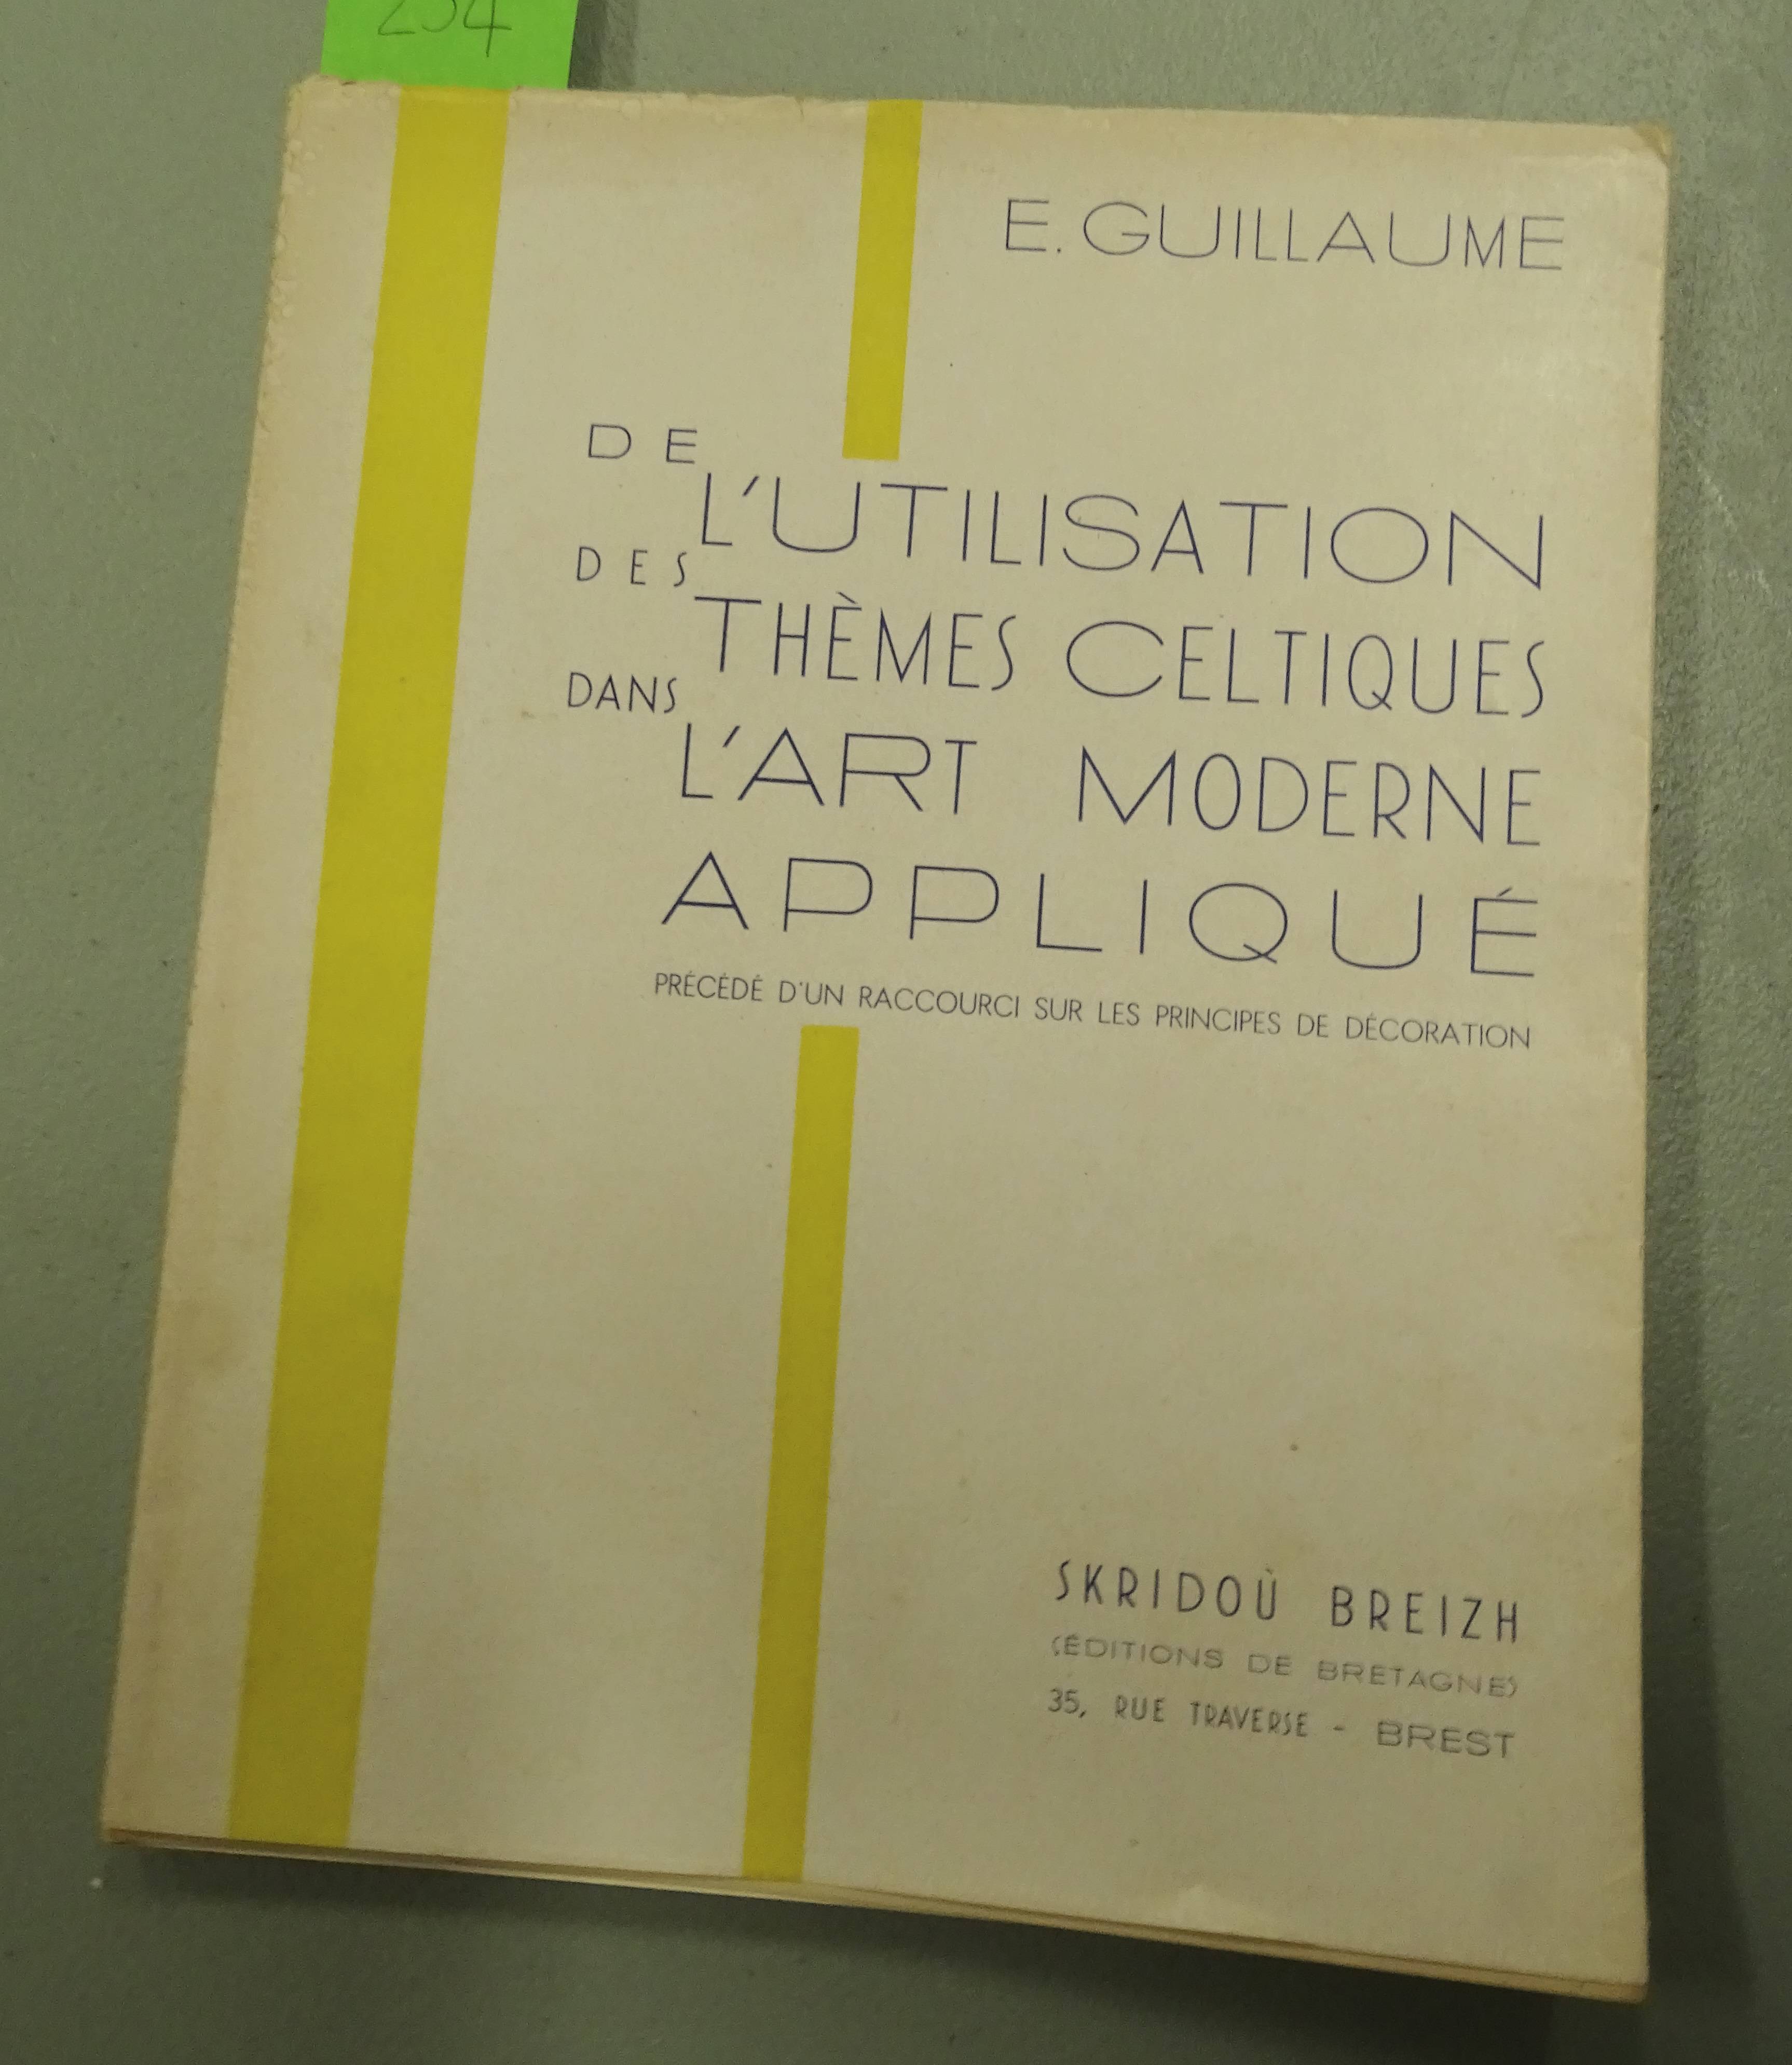 E. GUILLAUME
DE
L'UTILISATION
DES
THÈMES CELTIQUES
DANS
L'ART MODERNE
APPLIQUÉ
PRÉCÉDÉ D'UN RACCOURCI SUR LES PRINCIPES DE DÉCORATION
SKRIDOÙ BREIZH
(ÉDITIONS DE BRETAGNE)
35, RUE TRAVERSE - BREST